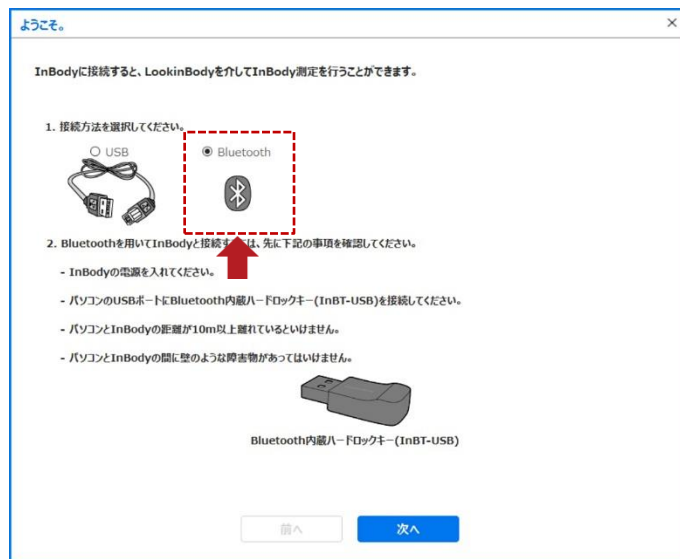 ようこそ。
InBodyに接続すると、LookinBodyを介してInBody測定を行うことができます。
1. 接続方法を選択してください。
USB
Bluetooth
2. Bluetoothを用いてInBodyと接続するには、先に下記の事項を確認してください。
- InBodyの電源を入れてください。
- パソコンのUSBポートにBluetooth内蔵ハードロックキー(InBT-USB)を接続してください。
- パソコンとInBodyの距離が10m以上離れているといけません。
- パソコンとInBodyの間に壁のような障害物があってはいけません。
Bluetooth内蔵ハードロックキー(InBT-USB)
前へ
次へ